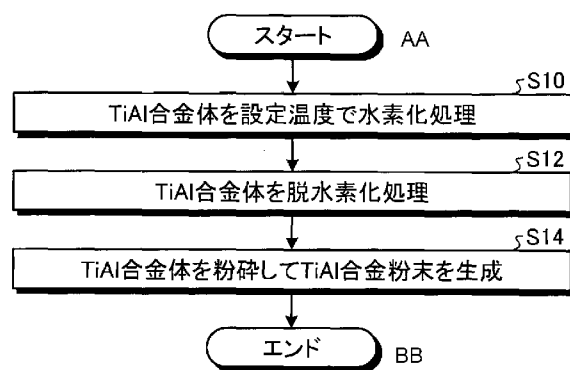 スタート
AA
S10
TiAl合金体を設定温度で水素化処理
S12
TiAl合金体を脱水素化処理
S14
TiAl合金体を粉砕してTiAl合金粉末を生成
エンド
BB